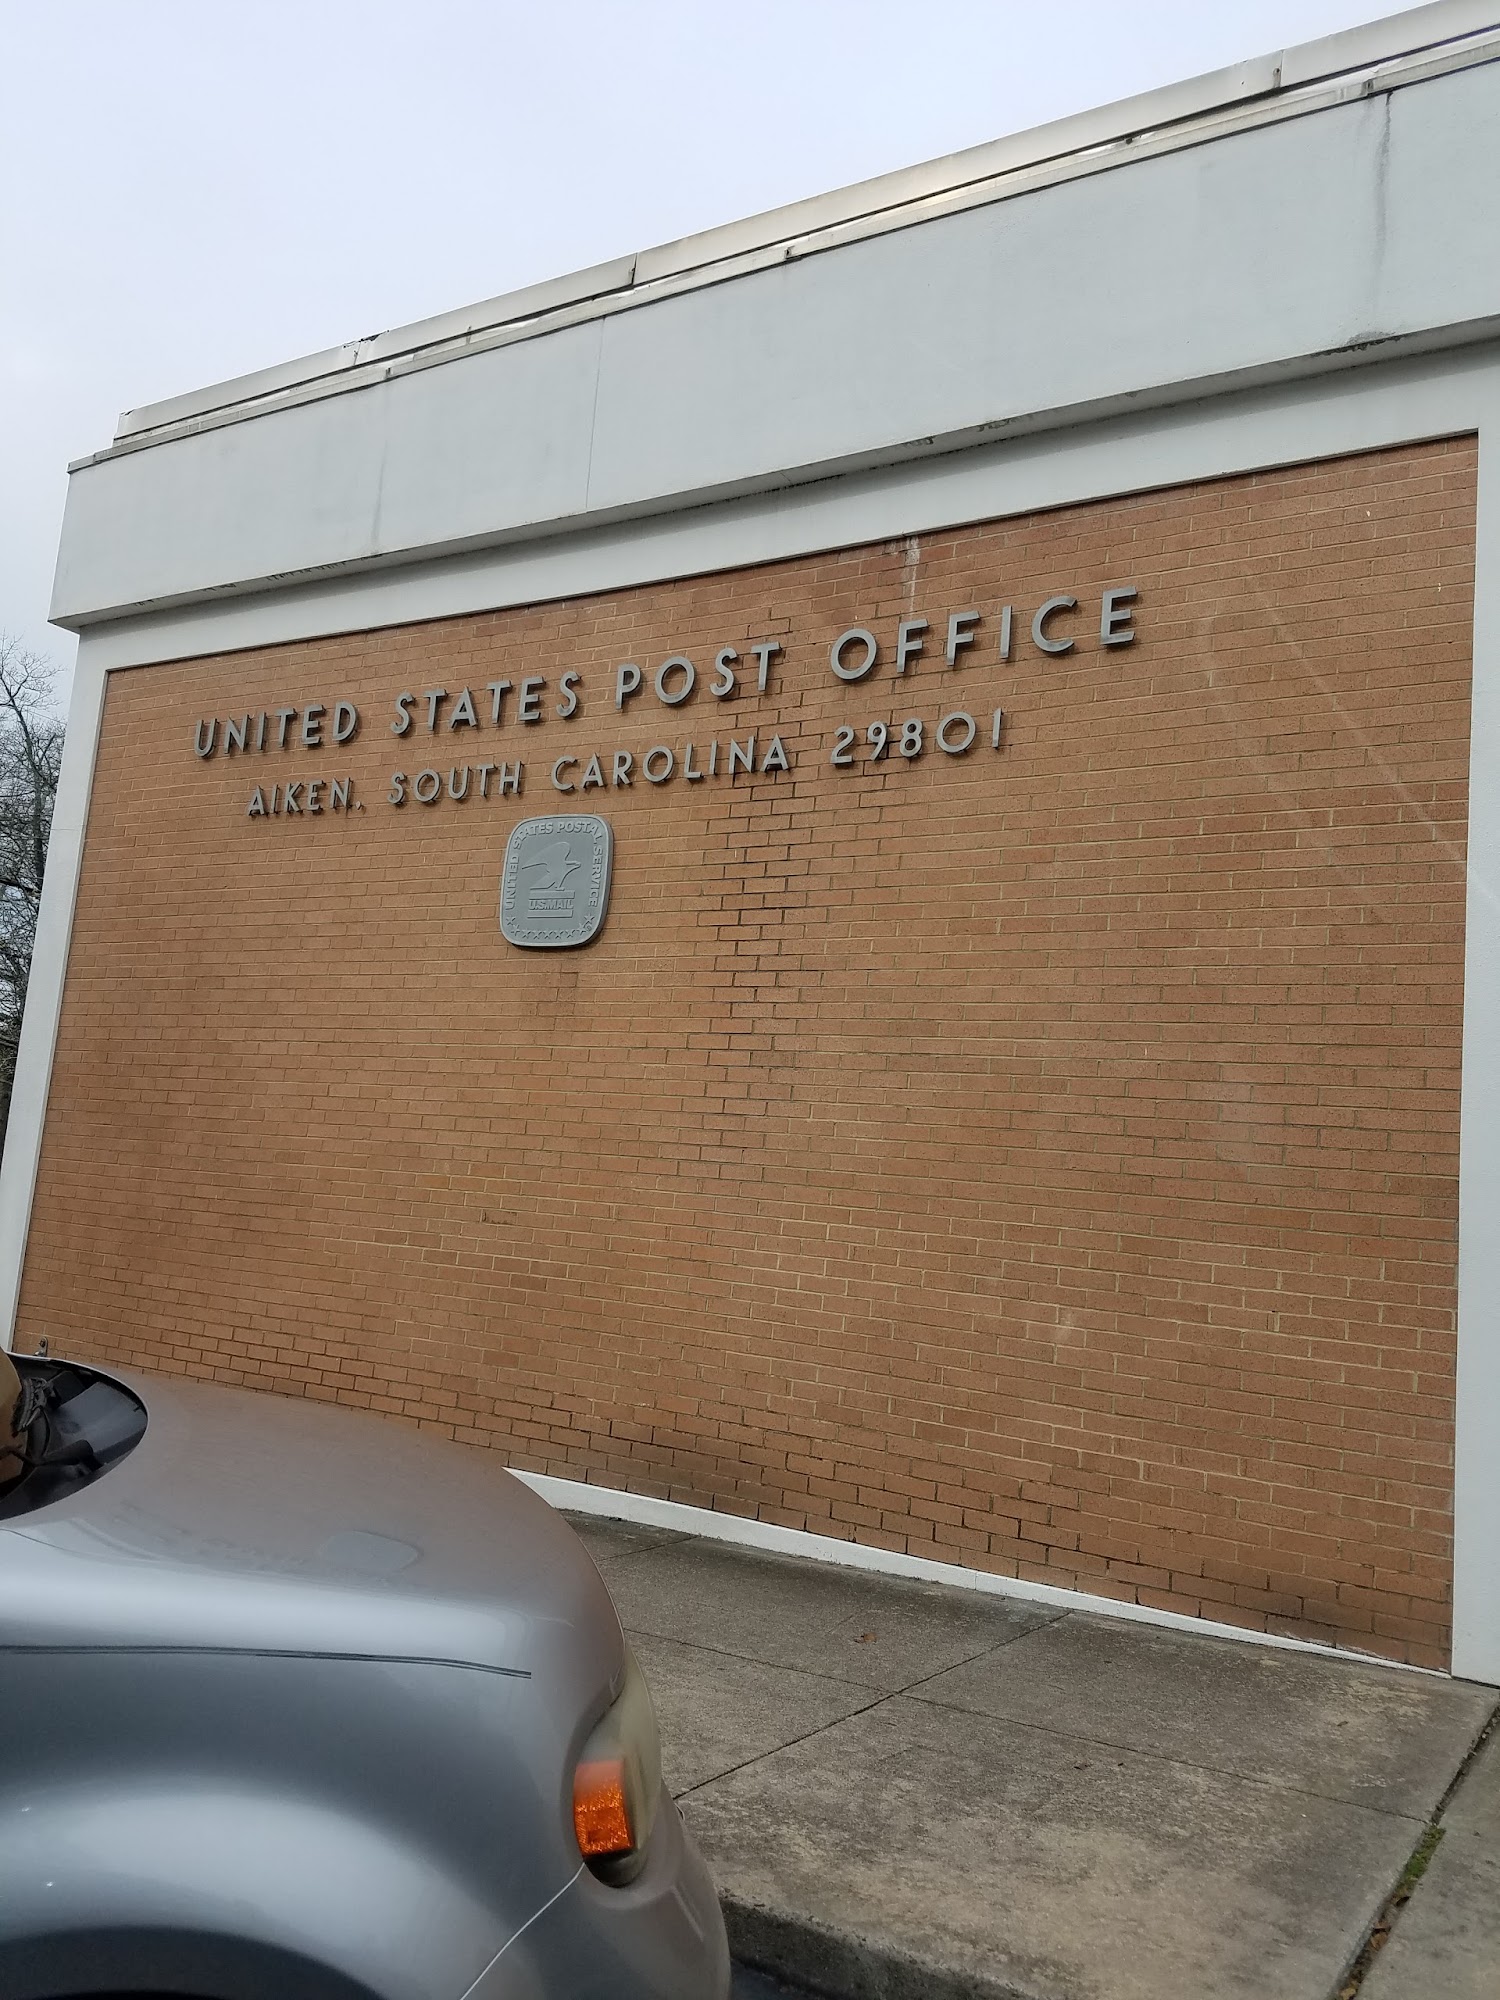 UNITED STATES POST OFFICE
AIKEN, SOUTH CAROLINA 29801
UNITED STATES POSTAL SERVICE
U.S.MAIL